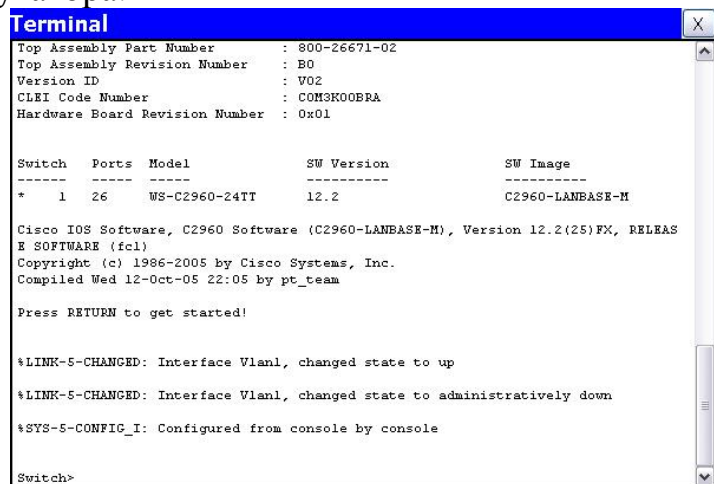 Terminal X
Top Assembly Part Number : 800-26671-02
Top Assembly Revision Number : B0
Version ID : V02
CLEI Code Number : COM3K00BRA
Hardware Board Revision Number : 0x01
Switch Ports Model SW Version SW Image
------ ----- ----- ---------- ----------
* 1 26 WS-C2960-24TT 12.2 C2960-LANBASE-M
Cisco IOS Software, C2960 Software (C2960-LANBASE-M), Version 12.2(25)FX, RELEAS
E SOFTWARE (fc1)
Copyright (c) 1986-2005 by Cisco Systems, Inc.
Compiled Wed 12-Oct-05 22:05 by pt_team
Press RETURN to get started!
%LINK-5-CHANGED: Interface Vlan1, changed state to up
%LINK-5-CHANGED: Interface Vlan1, changed state to administratively down
%SYS-5-CONFIG_I: Configured from console by console
Switch>